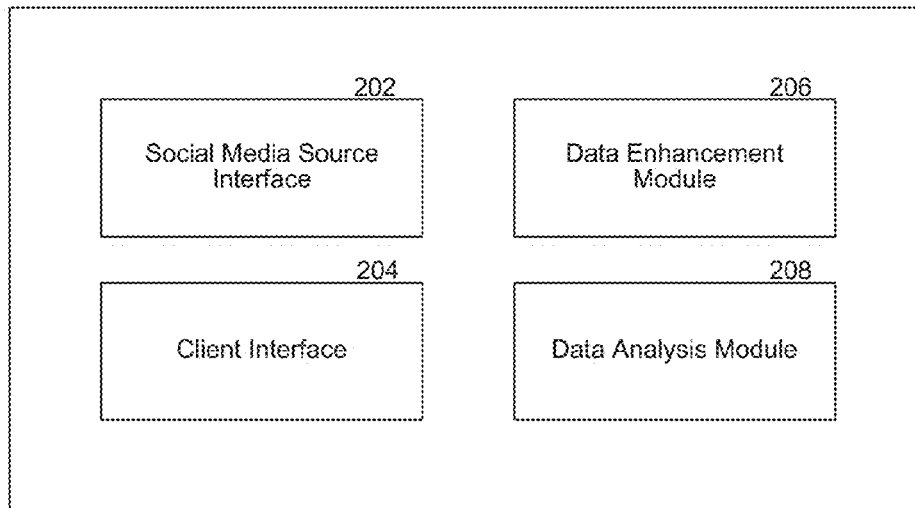 202
Social Media Source
Interface
206
Data Enhancement
Module
204
Client Interface
208
Data Analysis Module